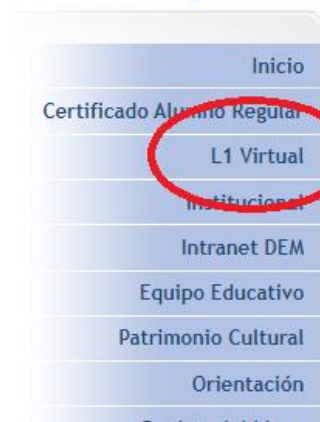 Inicio
Certificado Alumno Regular
L1 Virtual
Institucional
Intranet DEM
Equipo Educativo
Patrimonio Cultural
Orientación